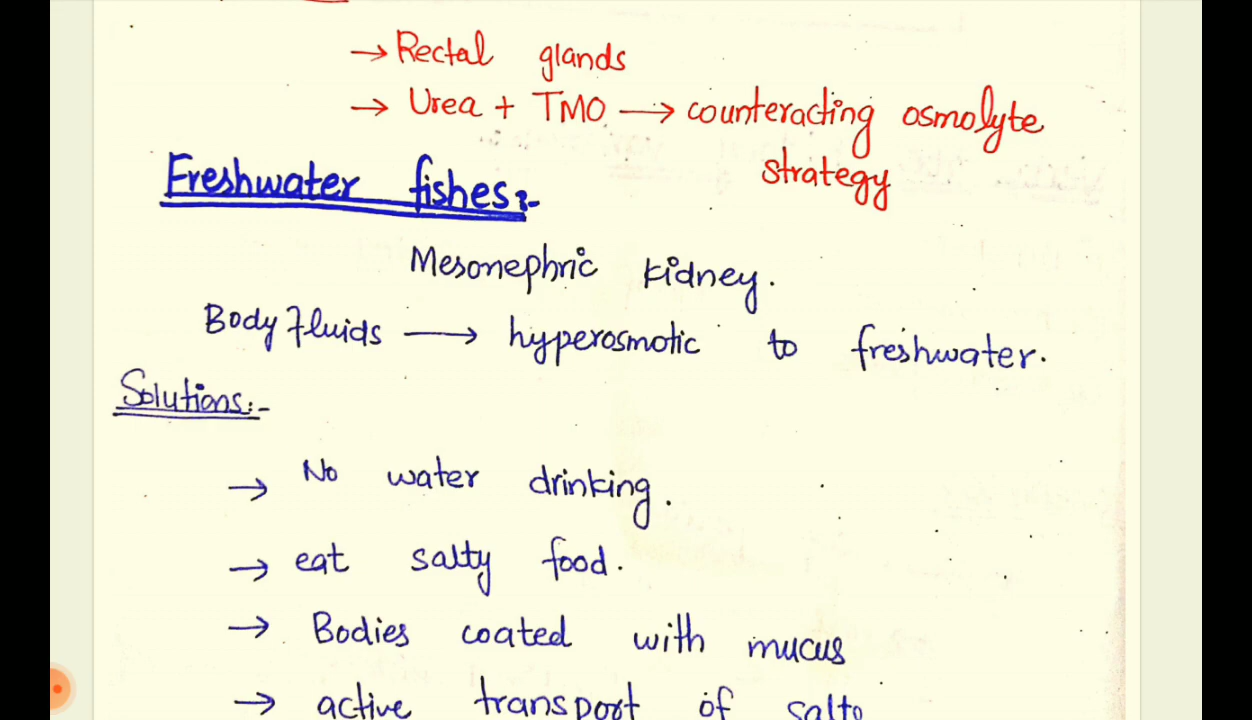 → Rectal glands
→ Urea + TMO → counteracting osmolyte
strategy
Freshwater fishes:-
Mesonephric kidney.
Body fluids → hyperosmotic to freshwater.
Solutions:-
→ No water drinking.
→ eat salty food.
→ Bodies coated with mucus
→ active transport of salts